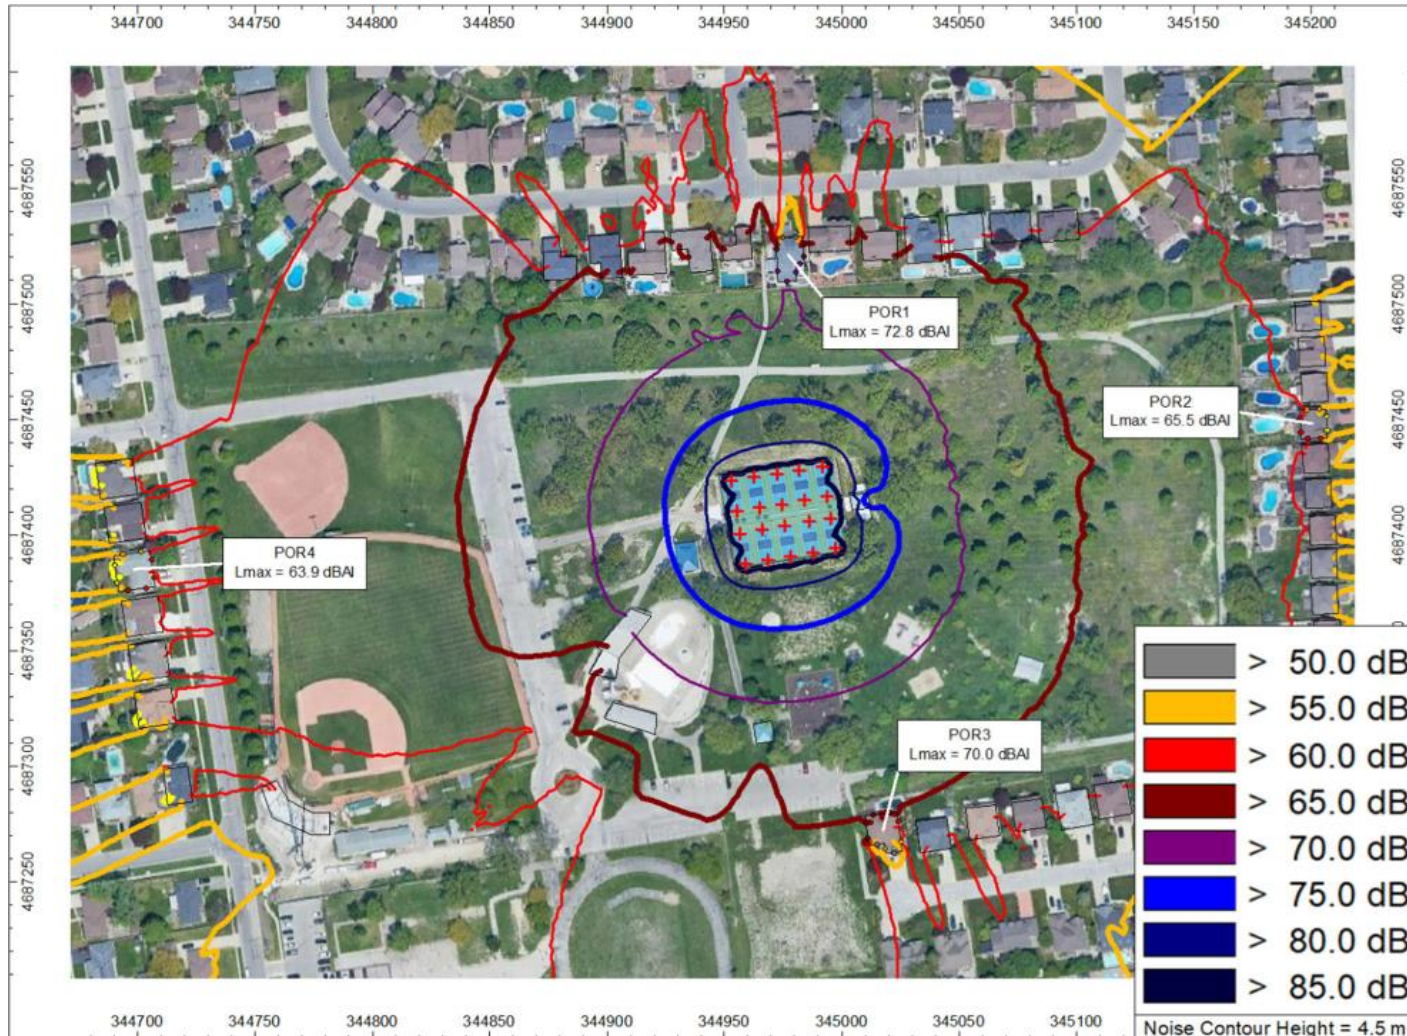 344700 344750 344800 344850 344900 344950 345000 345050 345100 345150 345200
4687550
4687500
4687450
4687400
4687350
4687300
4687250
4687550
4687500
4687450
4687400
POR1
Lmax = 72.8 dBAI
POR2
Lmax = 65.5 dBAI
POR4
Lmax = 63.9 dBAI
POR3
Lmax = 70.0 dBAI
> 50.0 dB
> 55.0 dB
> 60.0 dB
> 65.0 dB
> 70.0 dB
> 75.0 dB
> 80.0 dB
> 85.0 dB
Noise Contour Height = 4.5 m
344700 344750 344800 344850 344900 344950 345000 345050 345100